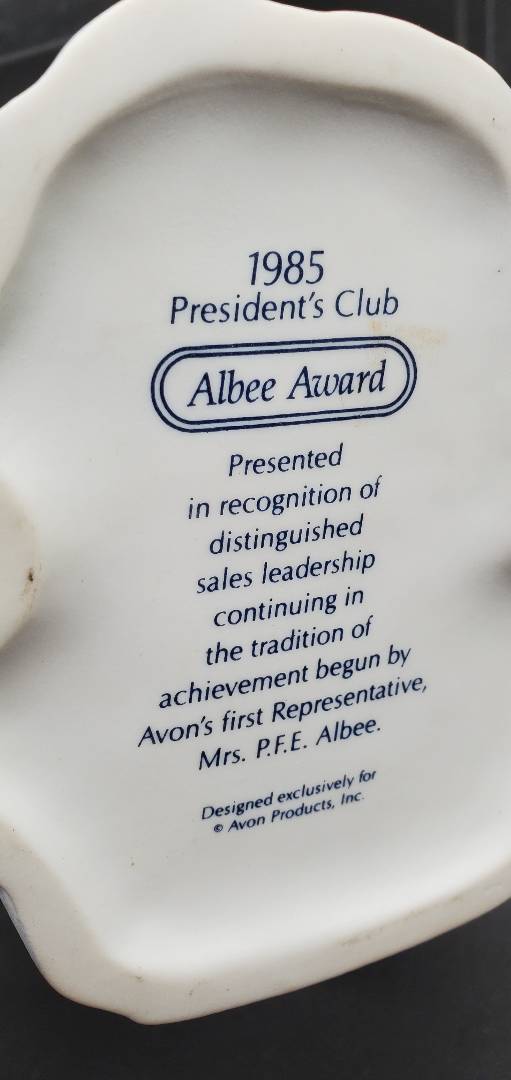 1985
President's Club
Albee Award
Presented
in recognition of
distinguished
sales leadership
continuing in
the tradition of
achievement begun by
Avon's first Representative,
Mrs. P.F.E. Albee.
Designed exclusively for
© Avon Products, Inc.